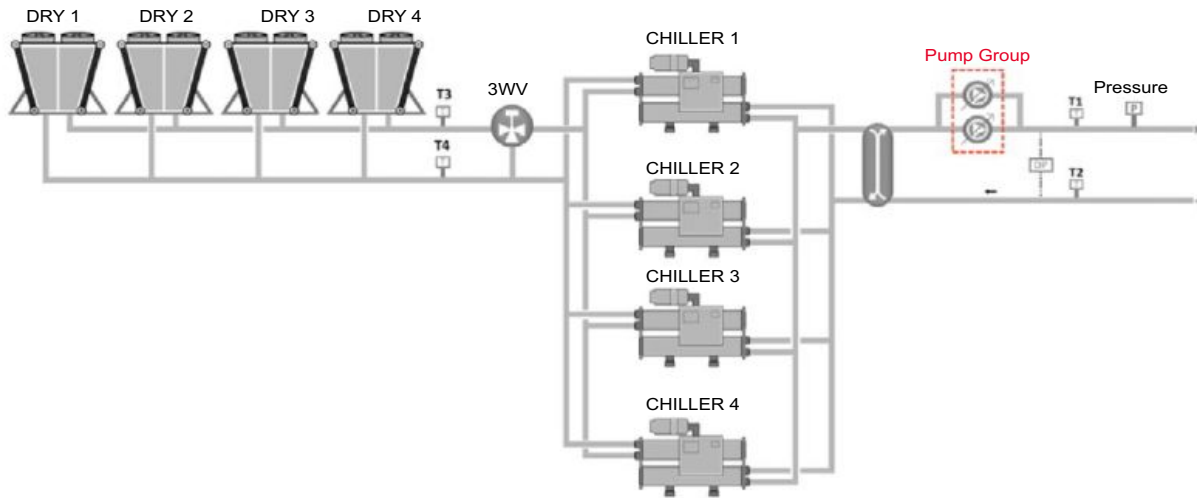 DRY 1
DRY 2
DRY 3
DRY 4
CHILLER 1
Pump Group
T3
3WV
T1
Pressure
P
T4
CHILLER 2
DP
T2
CHILLER 3
CHILLER 4